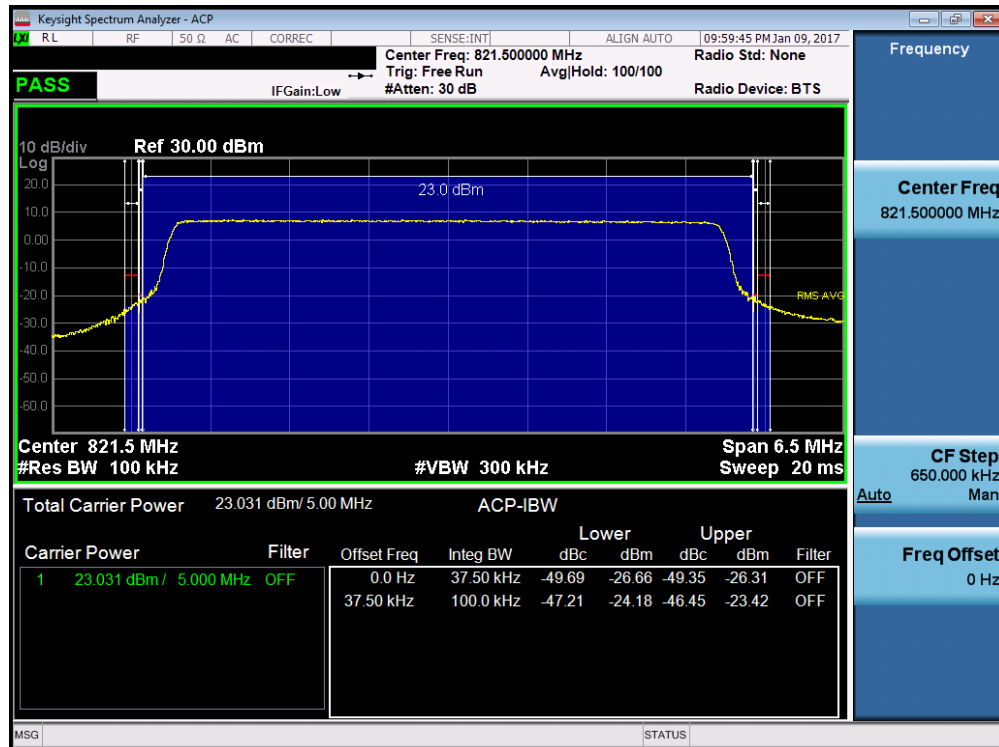 Keysight Spectrum Analyzer - ACP
LXI RL RF 50 Ω AC CORREC SENSE:INT ALIGN AUTO 09:59:45 PM Jan 09, 2017
Center Freq: 821.500000 MHz Radio Std: None
Trig: Free Run Avg|Hold: 100/100
PASS IFGain:Low #Atten: 30 dB Radio Device: BTS
10 dB/div Ref 30.00 dBm
Log
20.0
10.0
0.00
-10.0
-20.0
-30.0
-40.0
-50.0
-60.0
23.0 dBm
RMS AVG
Center 821.5 MHz Span 6.5 MHz
#Res BW 100 kHz #VBW 300 kHz Sweep 20 ms
Total Carrier Power 23.031 dBm/ 5.00 MHz ACP-IBW
Lower Upper
Carrier Power Filter Offset Freq Integ BW dBc dBm dBc dBm Filter
1 23.031 dBm / 5.000 MHz OFF 0.0 Hz 37.50 kHz -49.69 -26.66 -49.35 -26.31 OFF
37.50 kHz 100.0 kHz -47.21 -24.18 -46.45 -23.42 OFF
MSG STATUS
Frequency
Center Freq
821.500000 MHz
CF Step
650.000 kHz
Auto Man
Freq Offset
0 Hz